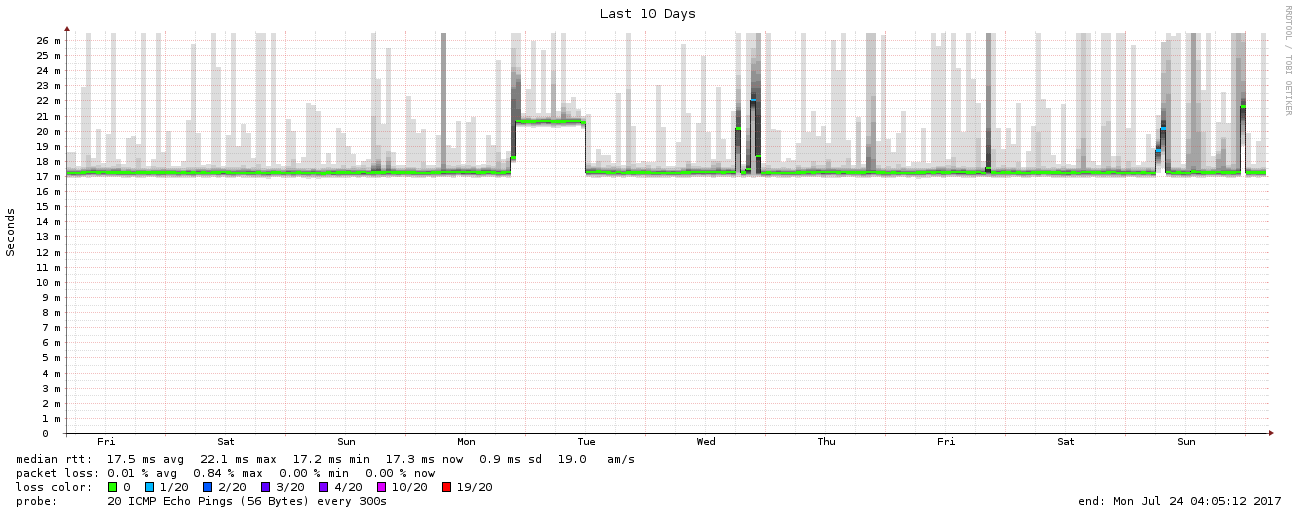 Last 10 Days
RRDTOOL / TOBI OETIKER
Seconds
26 m
25 m
24 m
23 m
22 m
21 m
20 m
19 m
18 m
17 m
16 m
15 m
14 m
13 m
12 m
11 m
10 m
9 m
8 m
7 m
6 m
5 m
4 m
3 m
2 m
1 m
0
Fri Sat Sun Mon Tue Wed Thu Fri Sat Sun
median rtt: 17.5 ms avg 22.1 ms max 17.2 ms min 17.3 ms now 0.9 ms sd 19.0 am/s
packet loss: 0.01 % avg 0.84 % max 0.00 % min 0.00 % now
loss color: 0 1/20 2/20 3/20 4/20 10/20 19/20
probe: 20 ICMP Echo Pings (56 Bytes) every 300s end: Mon Jul 24 04:05:12 2017